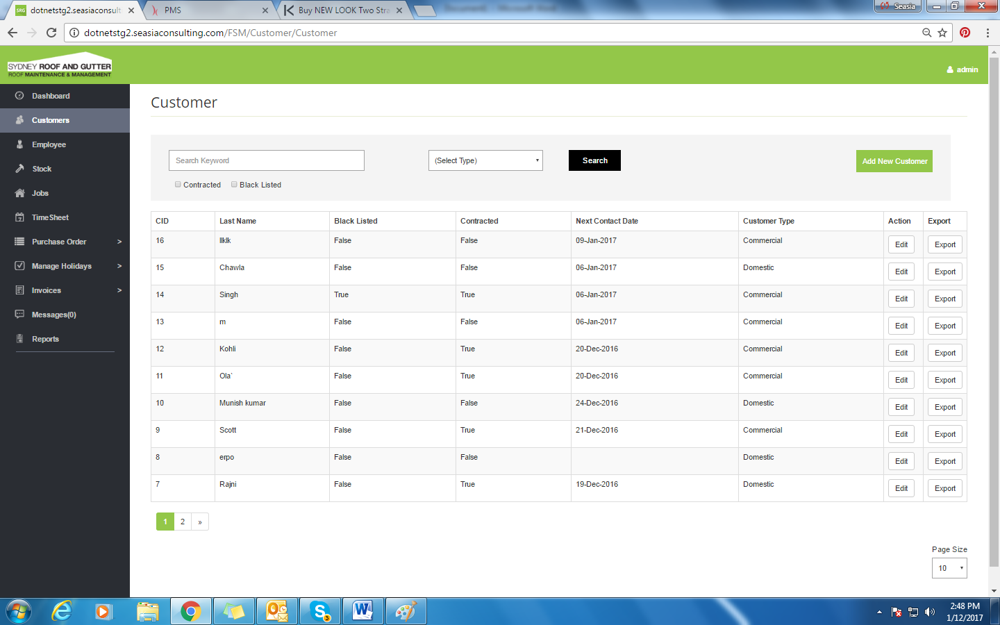 dotnetstg2.seasiaconsult
PMS
Buy NEW LOOK Two Stra
Seasia
dotnetstg2.seasiaconsulting.com/FSM/Customer/Customer
SYDNEY ROOF AND GUTTER
ROOF MAINTENANCE & MANAGEMENT
admin
Dashboard
Customers
Employee
Stock
Jobs
TimeSheet
Purchase Order >
Manage Holidays >
Invoices >
Messages(0)
Reports
Customer
Search Keyword (Select Type) Search Add New Customer
Contracted Black Listed
CID Last Name Black Listed Contracted Next Contact Date Customer Type Action Export
16 llklk False False 09-Jan-2017 Commercial Edit Export
15 Chawla False False 06-Jan-2017 Domestic Edit Export
14 Singh True True 06-Jan-2017 Commercial Edit Export
13 m False False 06-Jan-2017 Commercial Edit Export
12 Kohli False True 20-Dec-2016 Commercial Edit Export
11 Ola` False True 20-Dec-2016 Commercial Edit Export
10 Munish kumar False False 24-Dec-2016 Domestic Edit Export
9 Scott False True 21-Dec-2016 Commercial Edit Export
8 erpo False False Domestic Edit Export
7 Rajni False True 19-Dec-2016 Domestic Edit Export
1 2 »
Page Size
10
2:48 PM
1/12/2017